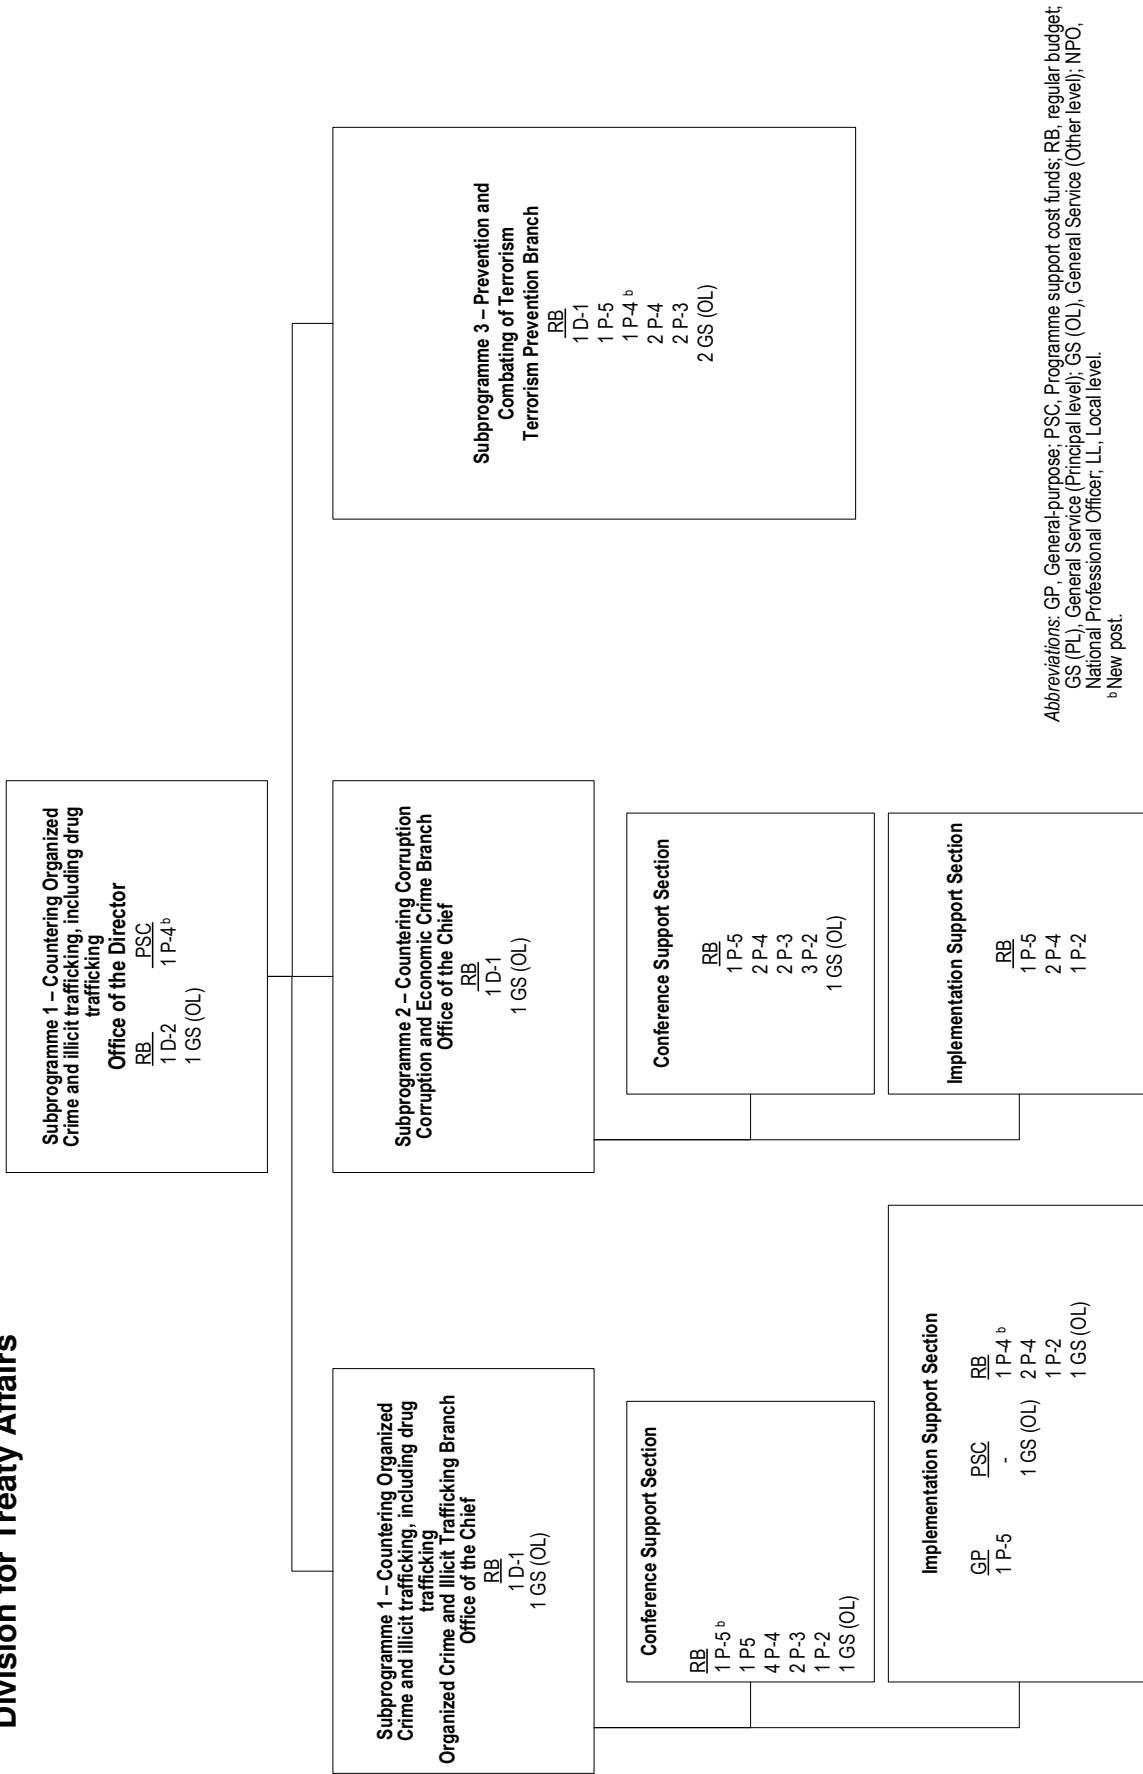 Division for Treaty Affairs
Subprogramme 1 – Countering Organized
Crime and illicit trafficking, including drug
trafficking
Office of the Director
RB PSC
1 D-2 1 P-4 b
1 GS (OL)
Subprogramme 1 – Countering Organized
Crime and illicit trafficking, including drug
trafficking
Organized Crime and Illicit Trafficking Branch
Office of the Chief
RB
1 D-1
1 GS (OL)
Subprogramme 2 – Countering Corruption
Corruption and Economic Crime Branch
Office of the Chief
RB
1 D-1
1 GS (OL)
Subprogramme 3 – Prevention and
Combating of Terrorism
Terrorism Prevention Branch
RB
1 D-1
1 P-5
1 P-4 b
2 P-4
2 P-3
2 GS (OL)
Conference Support Section
RB
1 P-5 b
1 P5
4 P-4
2 P-3
1 P-2
1 GS (OL)
Conference Support Section
RB
1 P-5
2 P-4
2 P-3
3 P-2
1 GS (OL)
Implementation Support Section
GP PSC RB
1 P-5 - 1 P-4 b
1 GS (OL) 2 P-4
1 P-2
1 GS (OL)
Implementation Support Section
RB
1 P-5
2 P-4
1 P-2
Abbreviations: GP, General-purpose; PSC, Programme support cost funds; RB, regular budget;
GS (PL), General Service (Principal level); GS (OL), General Service (Other level); NPO,
National Professional Officer; LL, Local level.
b New post.